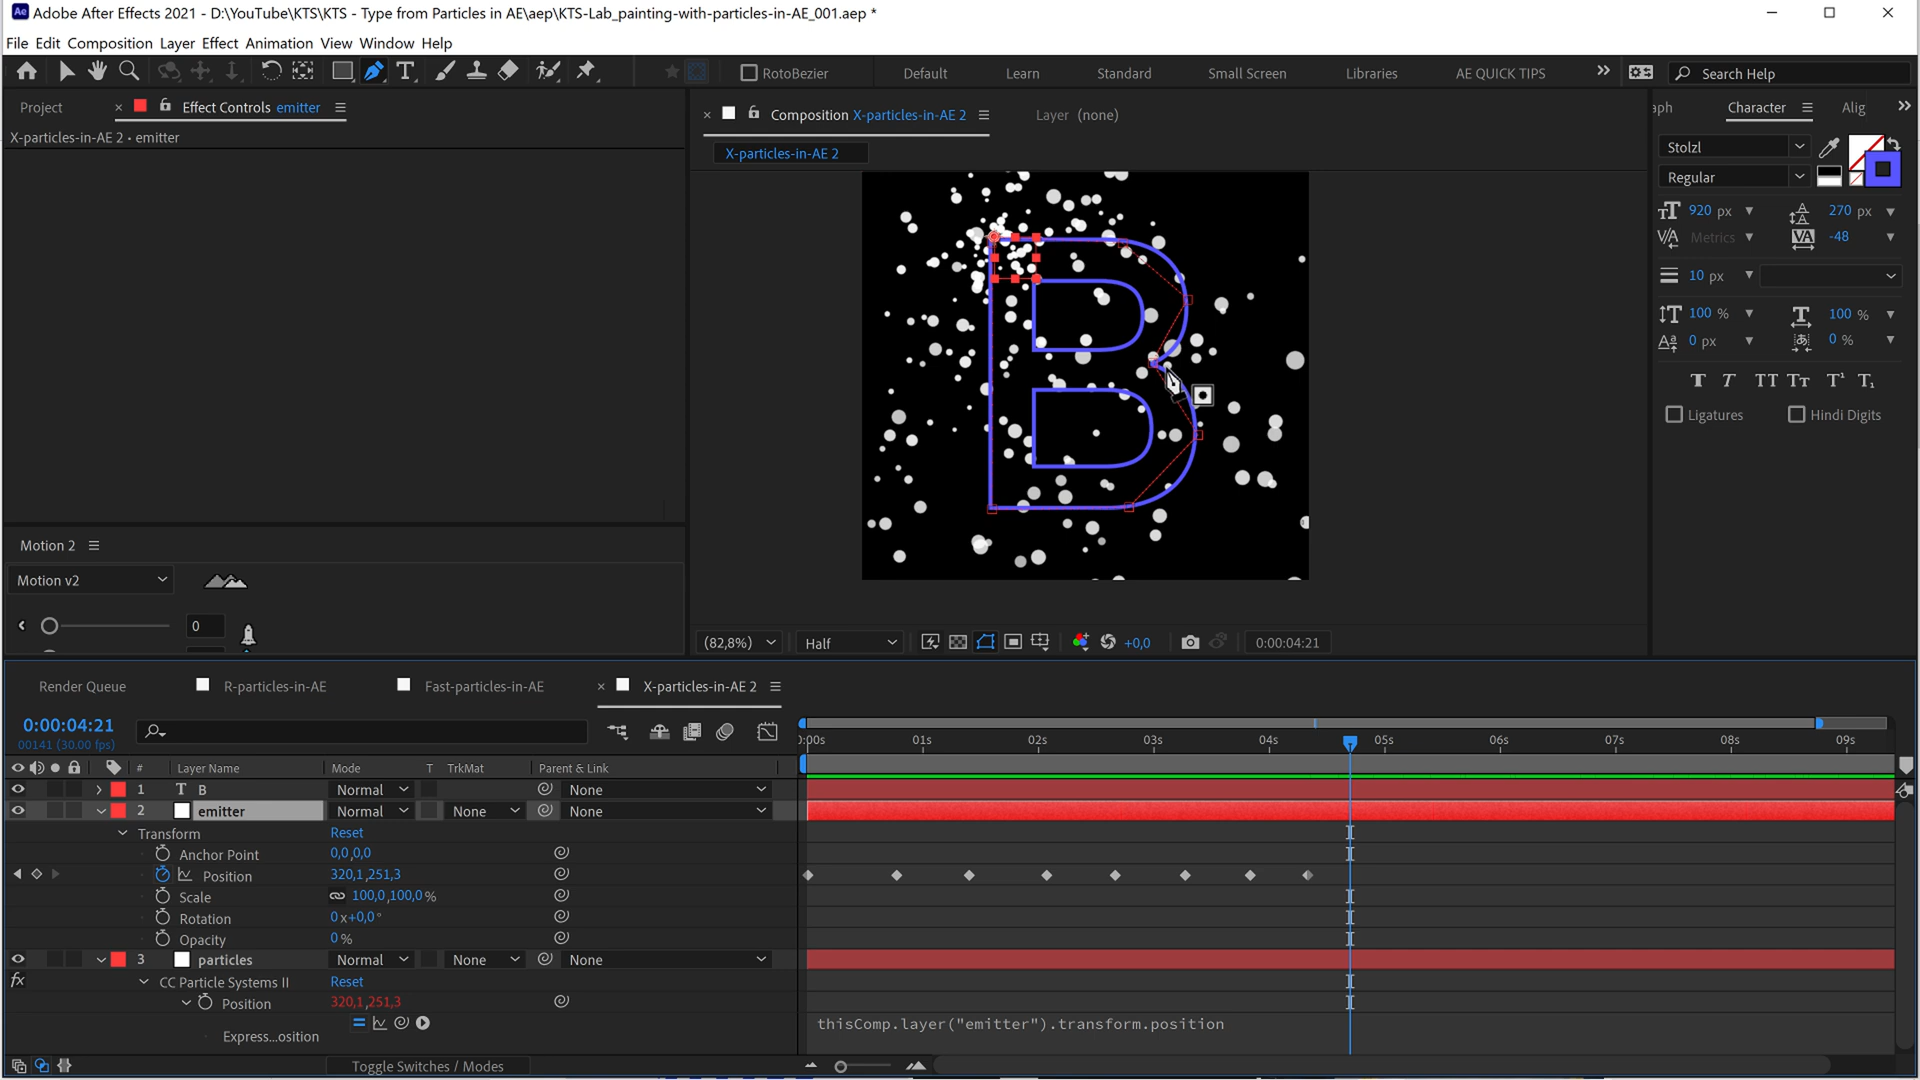 Ae Adobe After Effects 2021 - D:\YouTube\KTS\KTS - Type from Particles in AE\aep\KTS-Lab_painting-with-particles-in-AE_001.aep *
File Edit Composition Layer Effect Animation View Window Help
RotoBezier Default Learn Standard Small Screen Libraries AE QUICK TIPS Search Help
Project × Effect Controls emitter
× Composition X-particles-in-AE 2 Layer (none)
aph Character Alig
X-particles-in-AE 2 • emitter
X-particles-in-AE 2
Stolzl
Regular
920 px 270 px
Metrics -48
10 px
100 % 100 %
0 px 0 %
T T TT Tt T¹ T₁
Ligatures Hindi Digits
B
Motion 2
Motion v2
0
(82,8%) Half +0,0 0:00:04:21
Render Queue R-particles-in-AE Fast-particles-in-AE × X-particles-in-AE 2
0:00:04:21
00141 (30.00 fps)
):00s 01s 02s 03s 04s 05s 06s 07s 08s 09s
# Layer Name Mode T TrkMat Parent & Link
1 T B Normal None
2 emitter Normal None None
Transform Reset
Anchor Point 0,0,0,0
Position 320,1,251,3
Scale 100,0,100,0%
Rotation 0x+0,0°
Opacity 0%
3 particles Normal None None
fx CC Particle Systems II Reset
Position 320,1,251,3
Express...osition thisComp.layer("emitter").transform.position
Toggle Switches / Modes